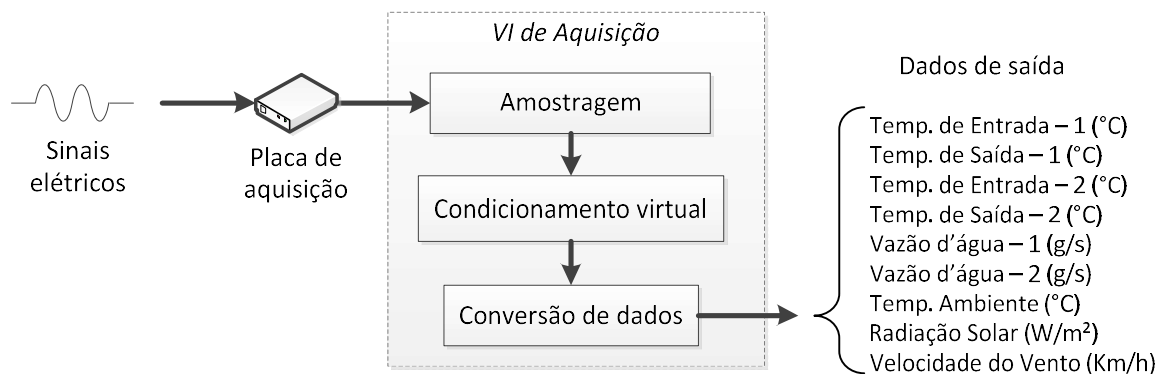 Sinais
elétricos
Placa de
aquisição
VI de Aquisição
Amostragem
Condicionamento virtual
Conversão de dados
Dados de saída
Temp. de Entrada – 1 (°C)
Temp. de Saída – 1 (°C)
Temp. de Entrada – 2 (°C)
Temp. de Saída – 2 (°C)
Vazão d’água – 1 (g/s)
Vazão d’água – 2 (g/s)
Temp. Ambiente (°C)
Radiação Solar (W/m²)
Velocidade do Vento (Km/h)